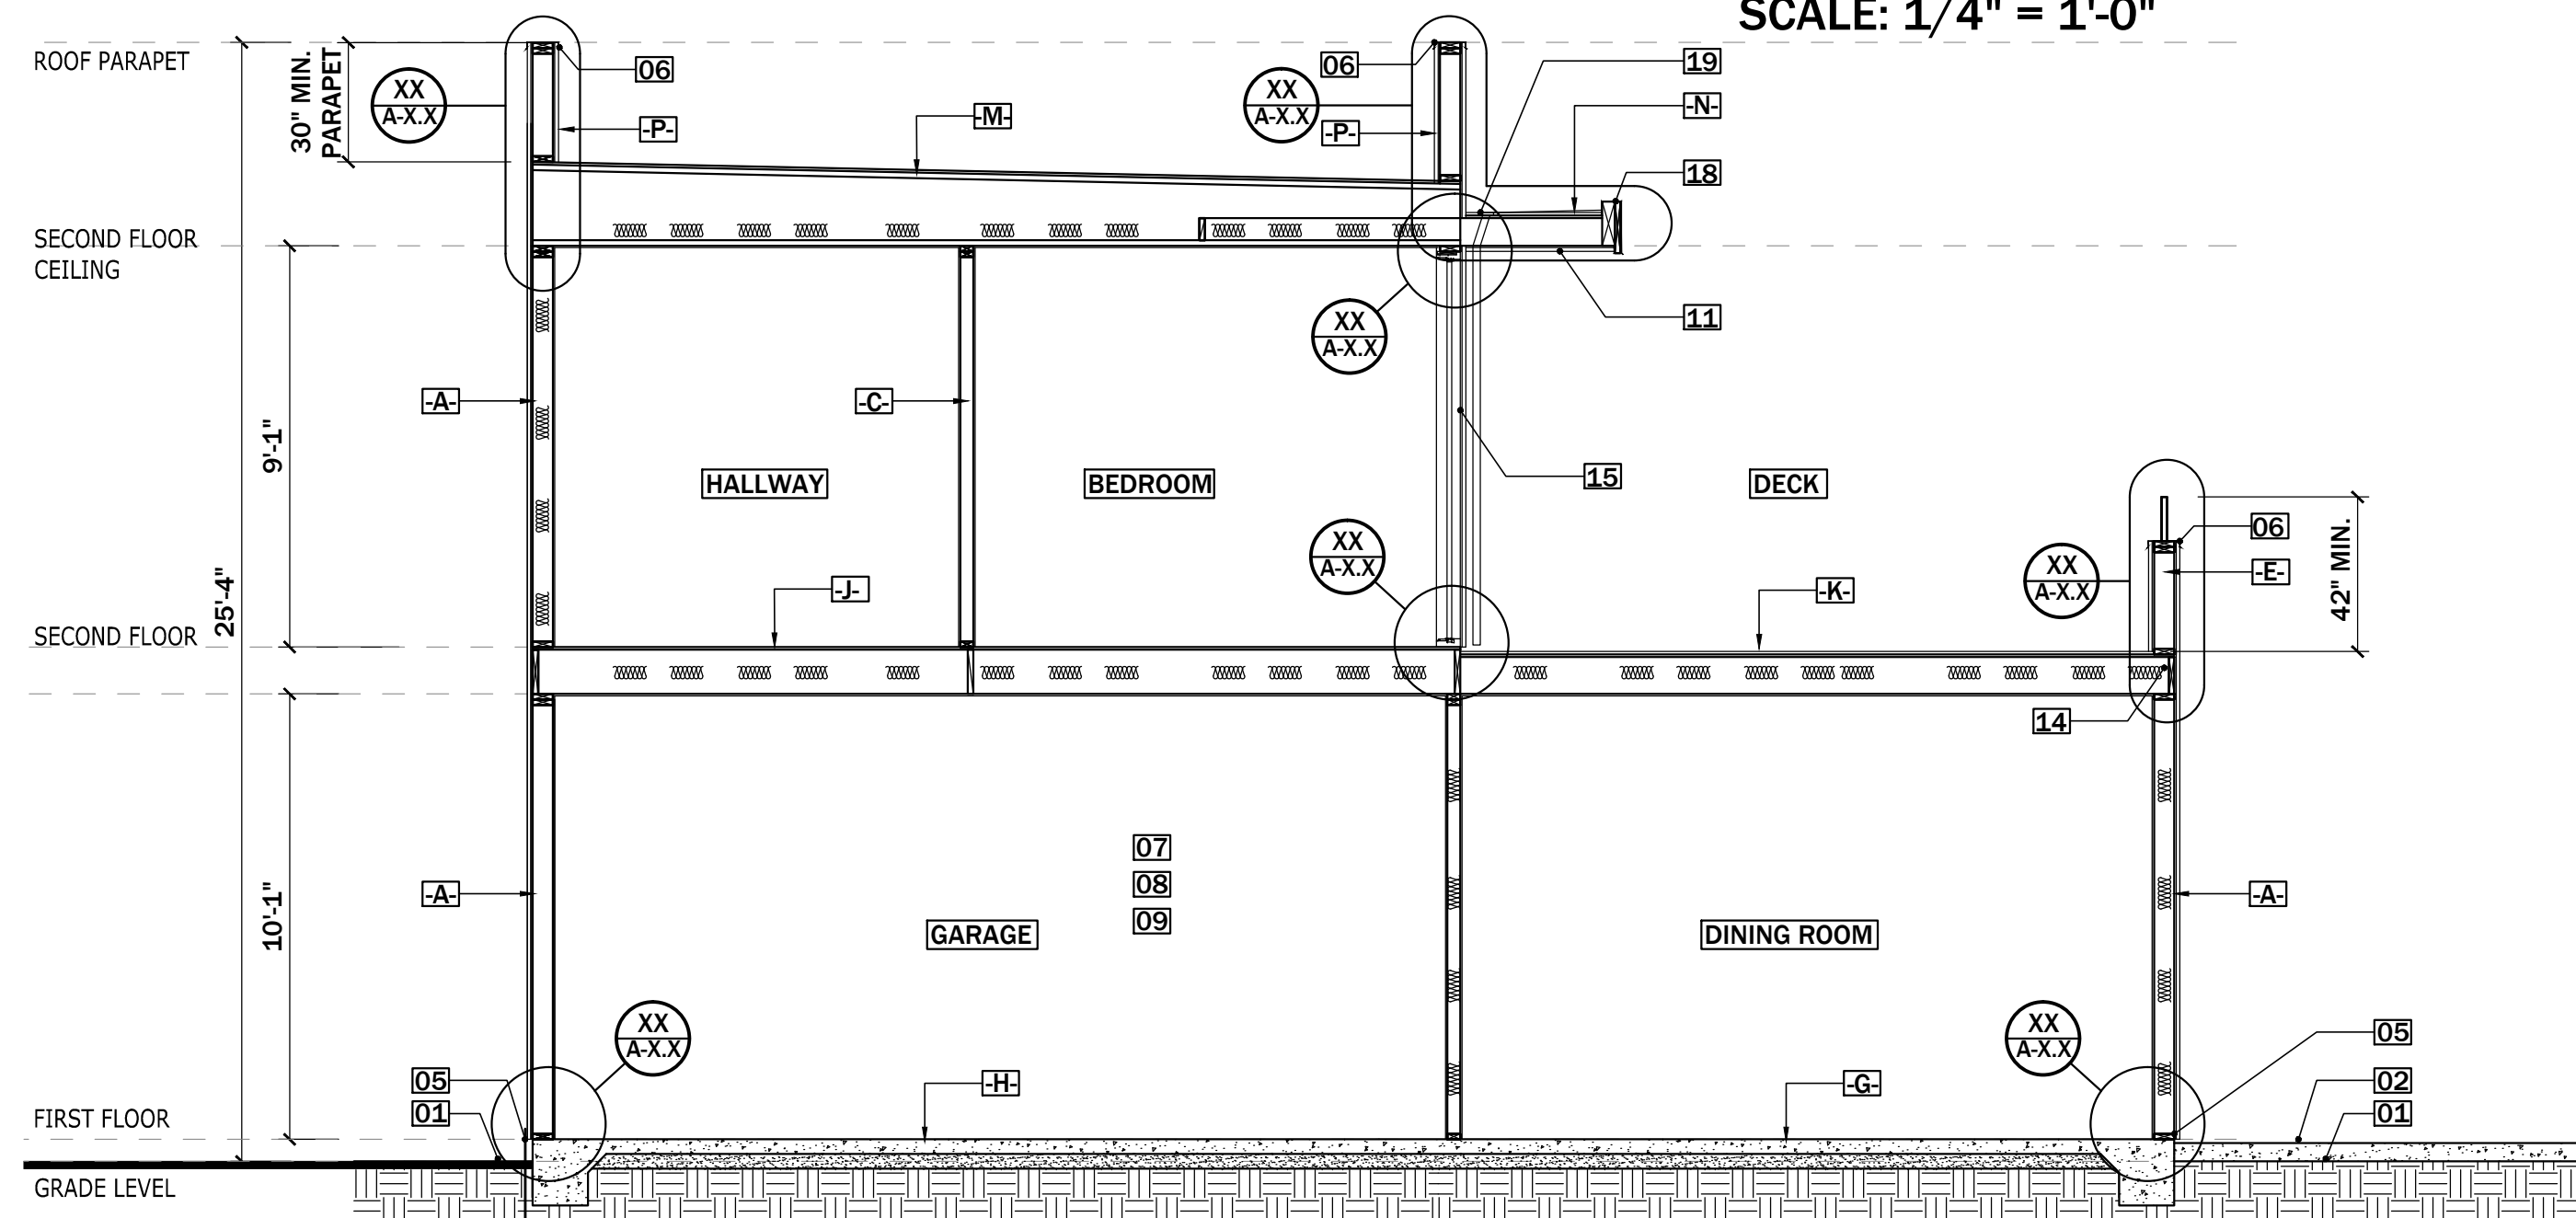 SCALE: 1/4" = 1'-0"
ROOF PARAPET
30" MIN.
PARAPET
XX
A-X.X
06
-P-
-M-
XX
A-X.X
06
-P-
19
-N-
18
SECOND FLOOR
CEILING
11
XX
A-X.X
-A-
-C-
9'-1"
HALLWAY
BEDROOM
15
DECK
06
-E-
42" MIN.
XX
A-X.X
XX
A-X.X
25'-4"
-J-
-K-
SECOND FLOOR
14
07
08
09
-A-
-A-
10'-1"
GARAGE
DINING ROOM
XX
A-X.X
XX
A-X.X
05
01
-H-
-G-
05
02
01
FIRST FLOOR
GRADE LEVEL